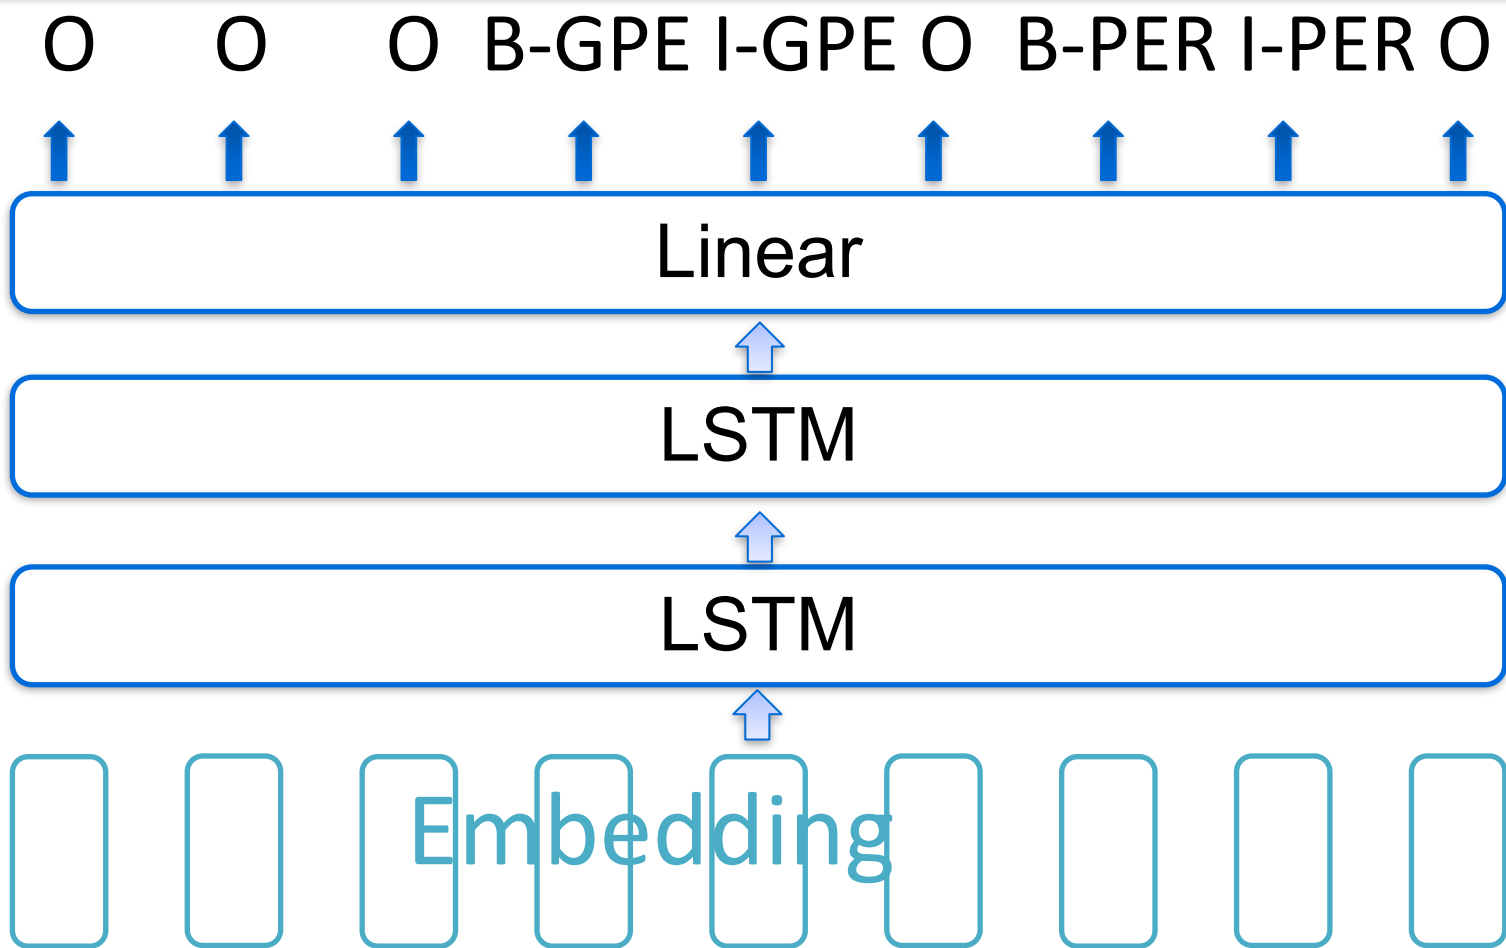 O O O B-GPE I-GPE O B-PER I-PER O
Linear
LSTM
LSTM
Embedding